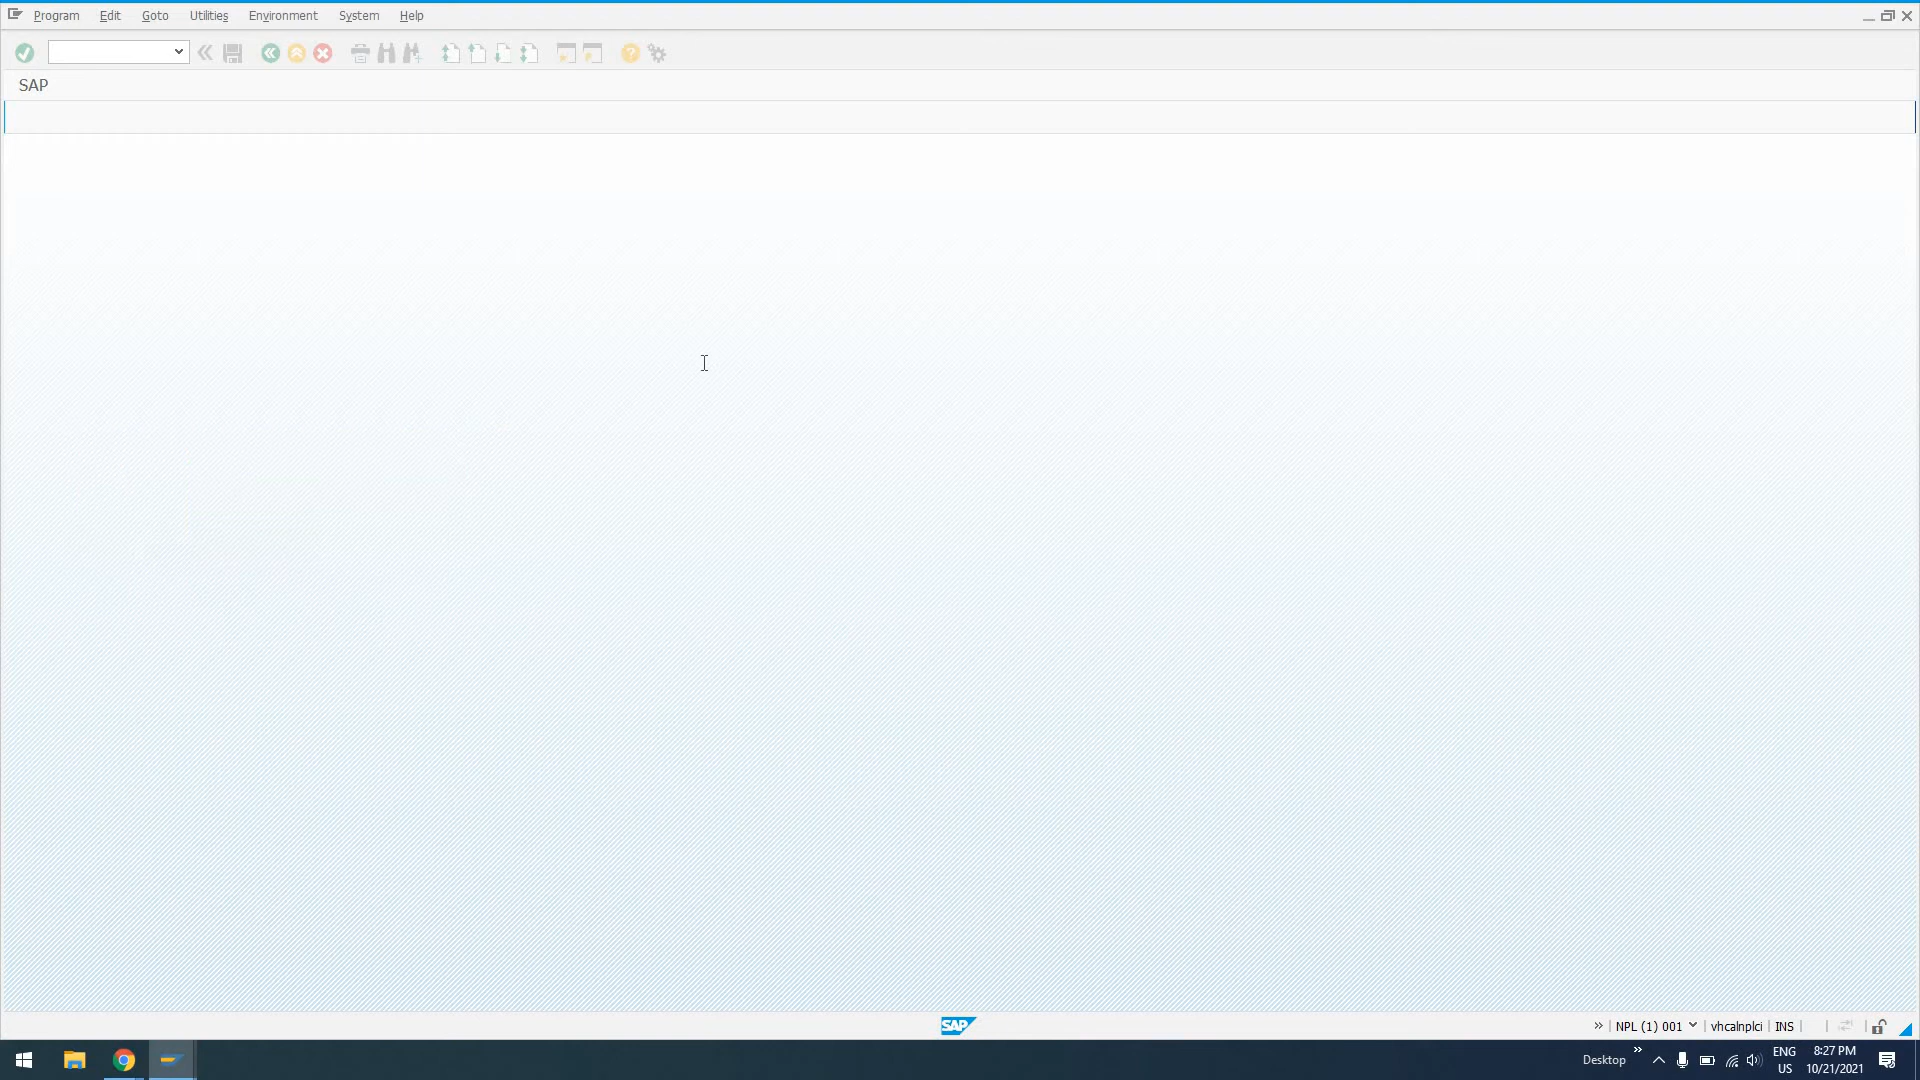 Program Edit Goto Utilities Environment System Help
SAP
SAP
NPL (1) 001 vhcalnplci INS
Desktop
ENG
US
8:27 PM
10/21/2021